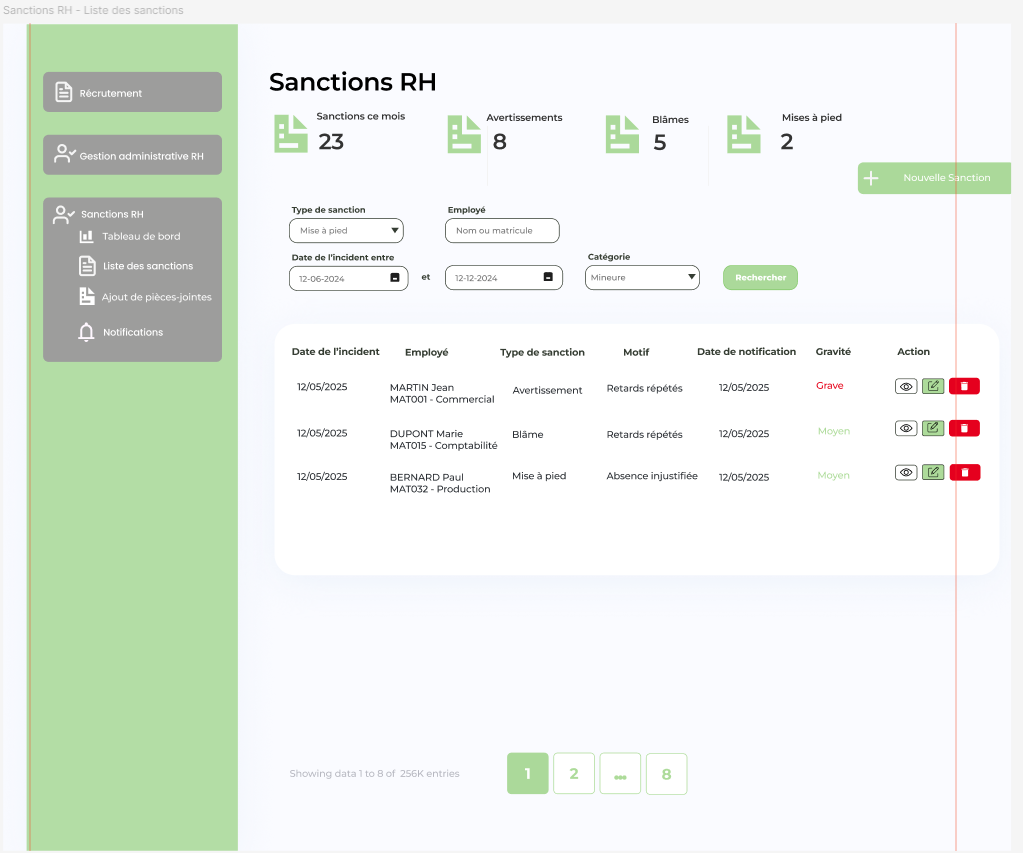 Sanctions RH - Liste des sanctions
Récrutement
Gestion administrative RH
Sanctions RH
Tableau de bord
Liste des sanctions
Ajout de pièces-jointes
Notifications
Sanctions RH
Sanctions ce mois
23
Avertissements
8
Blâmes
5
Mises à pied
2
Nouvelle Sanction
Type de sanction
Mise à pied
Employé
Nom ou matricule
Date de l'incident entre
12-06-2024
et
12-12-2024
Catégorie
Mineure
Rechercher
Date de l'incident Employé Type de sanction Motif Date de notification Gravité Action
12/05/2025 MARTIN Jean Avertissement Retards répétés 12/05/2025 Grave
MAT001 - Commercial
12/05/2025 DUPONT Marie Blâme Retards répétés 12/05/2025 Moyen
MAT015 - Comptabilité
12/05/2025 BERNARD Paul Mise à pied Absence injustifiée 12/05/2025 Moyen
MAT032 - Production
Showing data 1 to 8 of 256K entries
1 2 ... 8